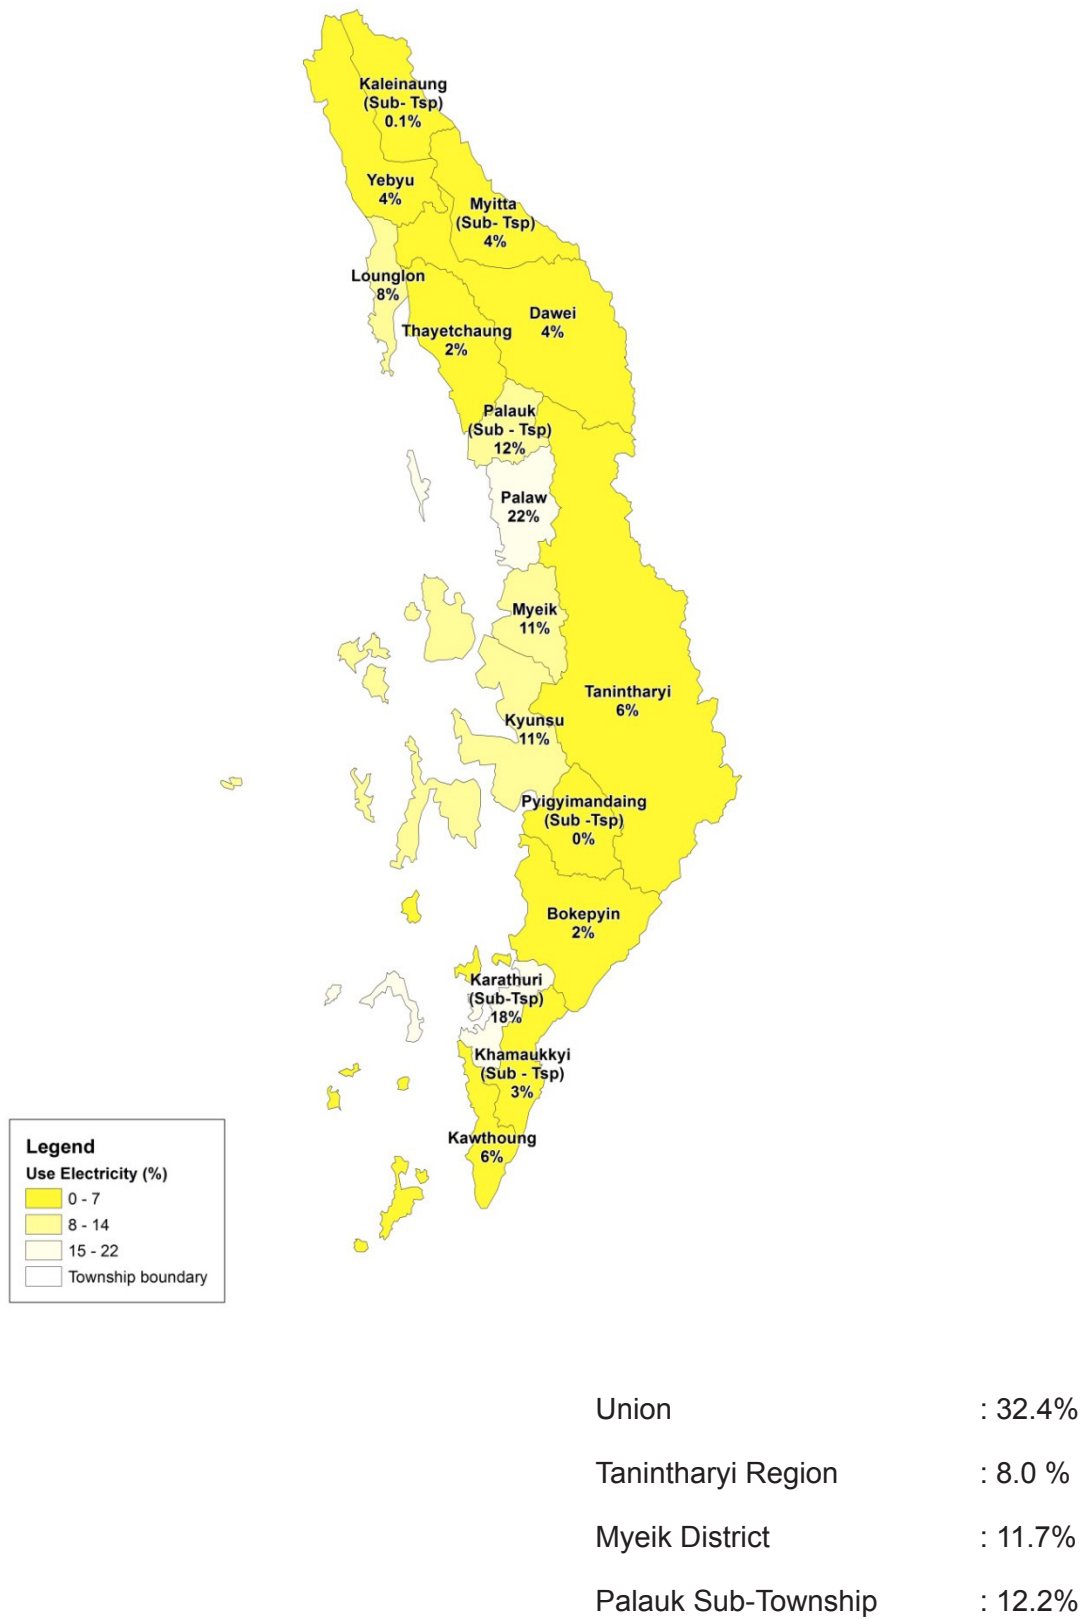 Kaleinaung
(Sub- Tsp)
0.1%
Yebyu
4%
Myitta
(Sub- Tsp)
4%
Lounglon
8%
Dawei
4%
Thayetchaung
2%
Palauk
(Sub - Tsp)
12%
Palaw
22%
Myeik
11%
Tanintharyi
6%
Kyunsu
11%
Pyigyimandaing
(Sub -Tsp)
0%
Bokepyin
2%
Karathuri
(Sub-Tsp)
18%
Khamaukkyi
(Sub - Tsp)
3%
Kawthoung
6%
Legend
Use Electricity (%)
0 - 7
8 - 14
15 - 22
Township boundary
Union : 32.4%
Tanintharyi Region : 8.0 %
Myeik District : 11.7%
Palauk Sub-Township : 12.2%